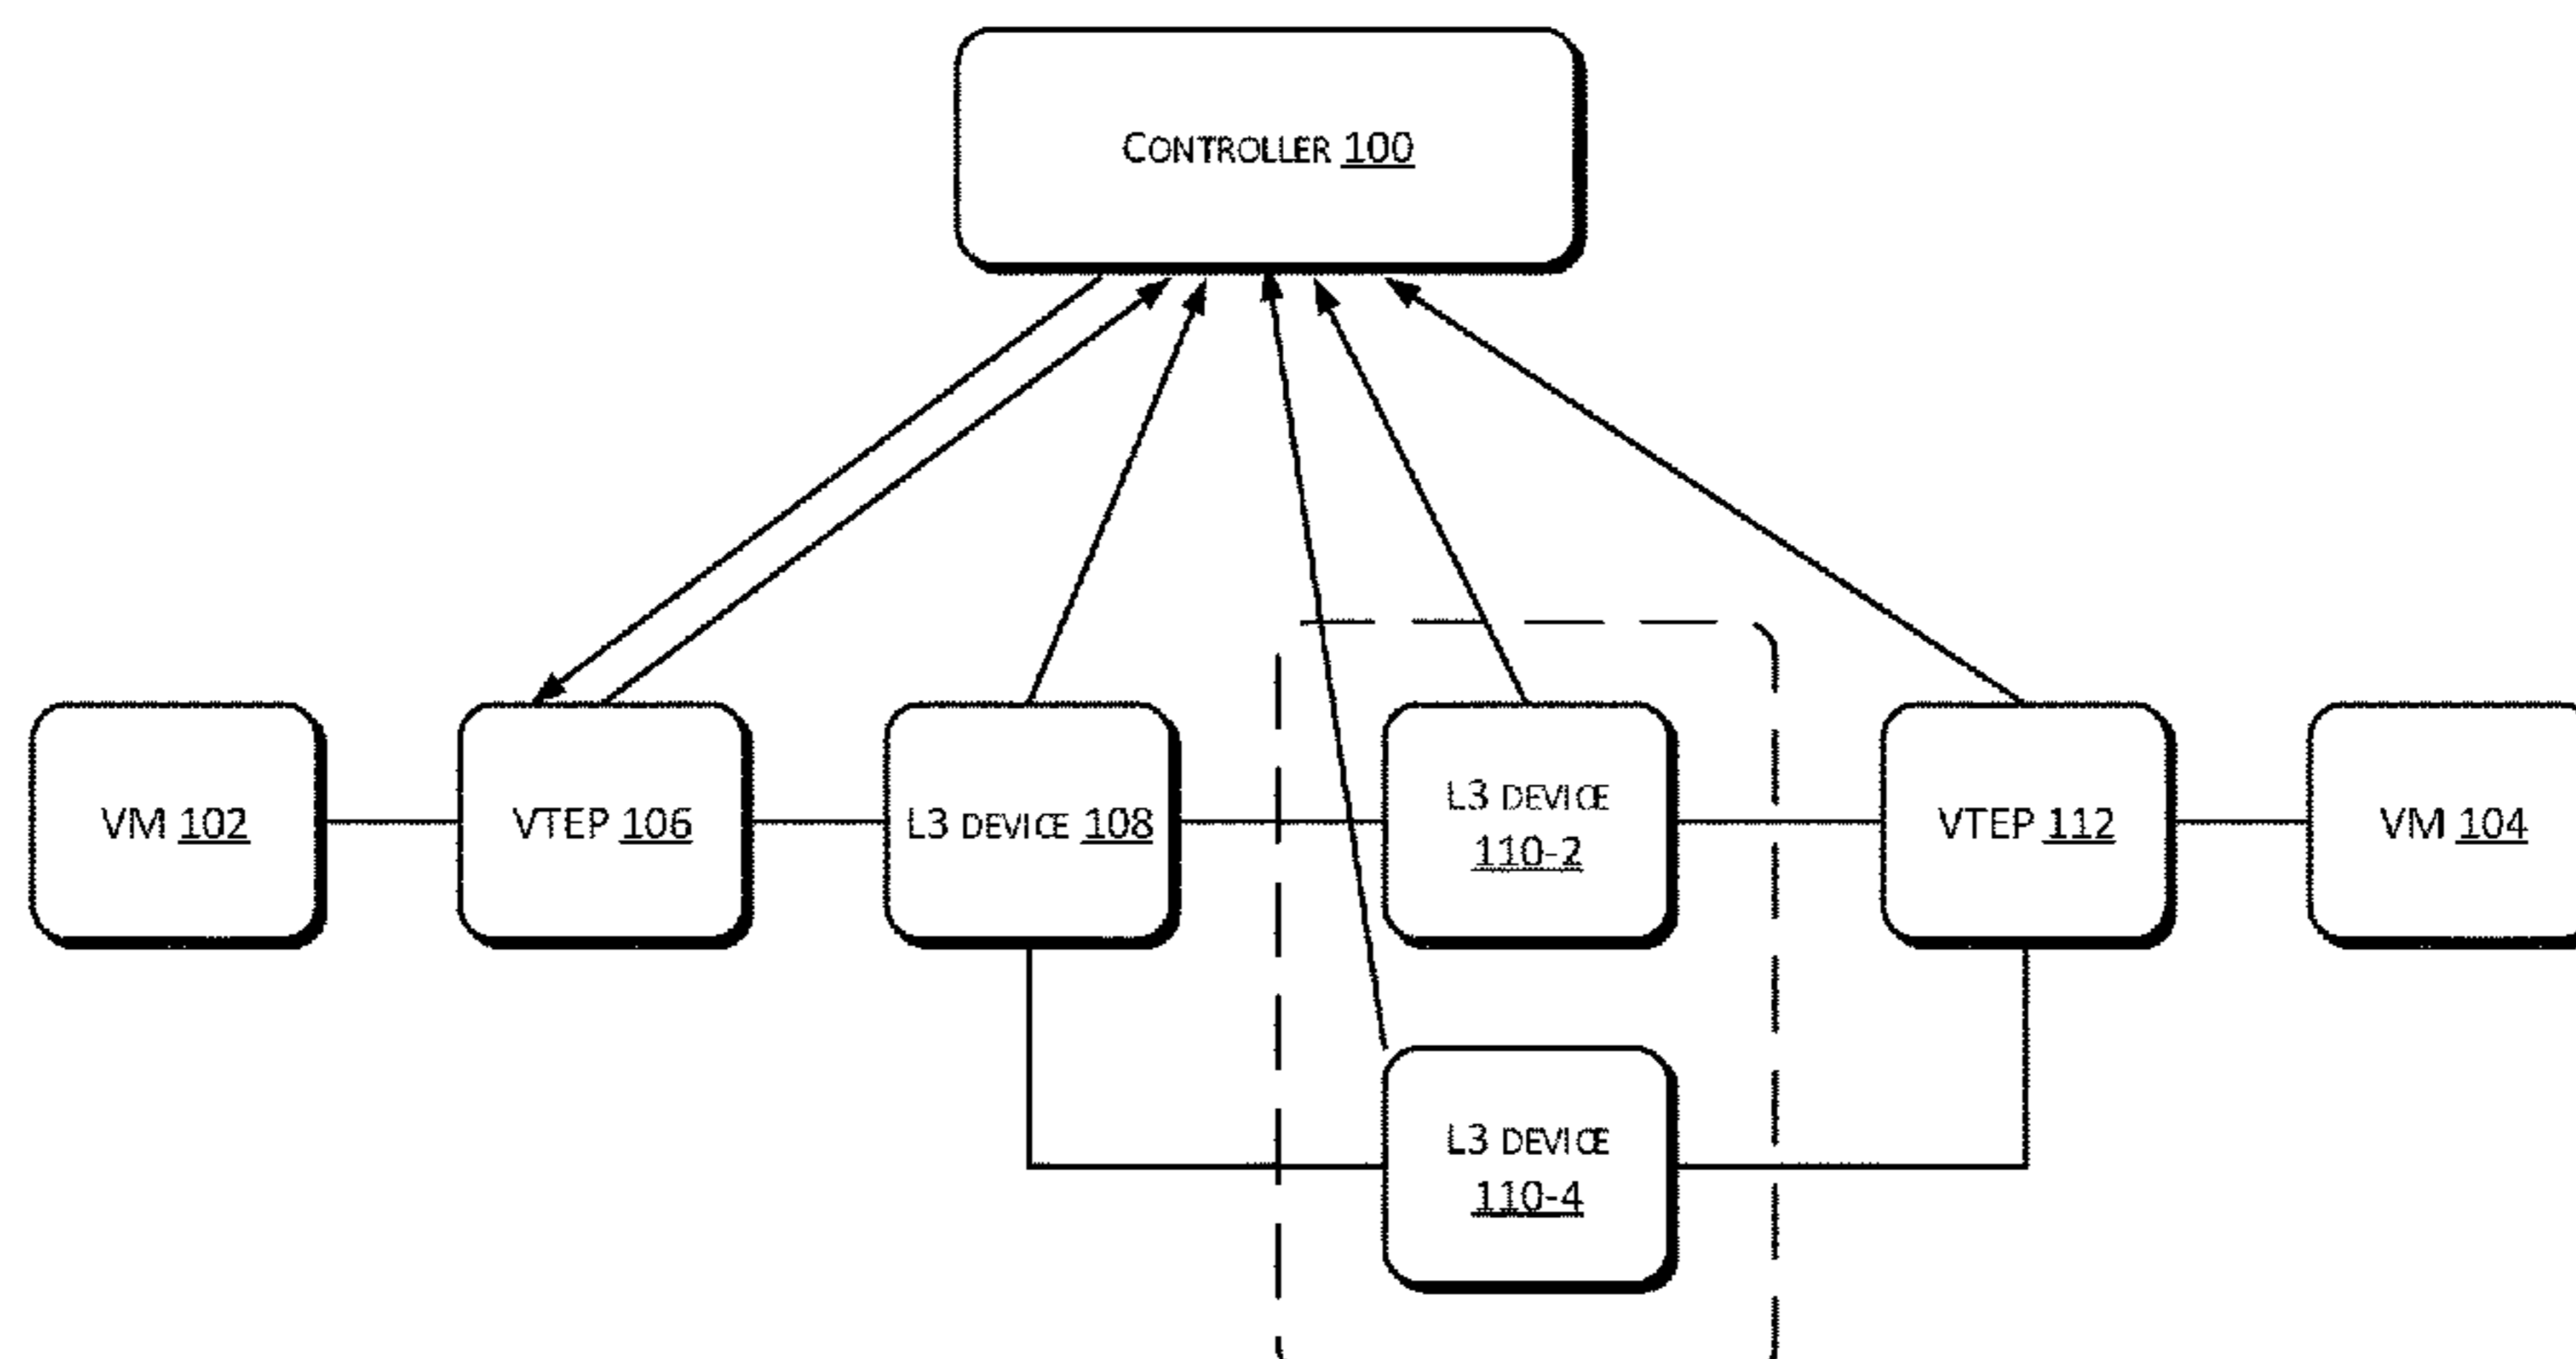 CONTROLLER 100
VM 102
VTEP 106
L3 DEVICE 108
L3 DEVICE
110-2
VTEP 112
VM 104
L3 DEVICE
110-4